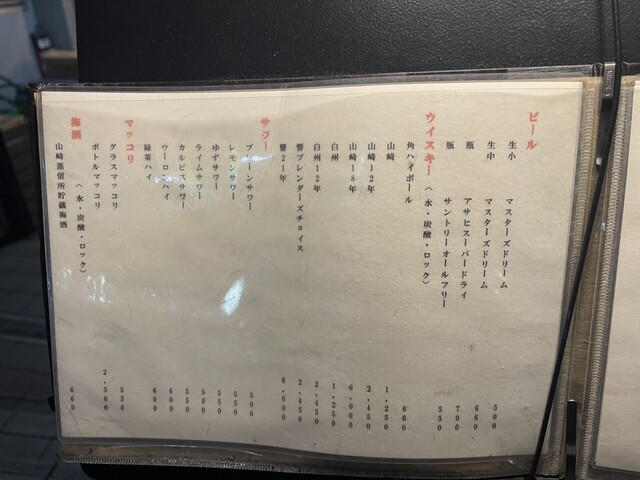 ビール
生小 マスターズドリーム 500
生中 マスターズドリーム 660
瓶 アサヒスーパードライ 700
瓶 サントリーオールフリー 550
ウイスキー〈水・炭酸・ロック〉
角ハイボール 660
山崎 1,250
山崎12年 2,450
山崎18年 6,000
白州 1,250
白州12年 2,450
響ブレンダーズチョイス 2,450
響21年 6,000
サワー
プレーンサワー 500
レモンサワー 550
ゆずサワー 550
ライムサワー 550
カルピスサワー 550
ウーロンハイ 600
緑茶ハイ 600
マッコリ
グラスマッコリ 550
ボトルマッコリ 2,500
梅酒〈水・炭酸・ロック〉
山崎蒸留所貯蔵梅酒 660